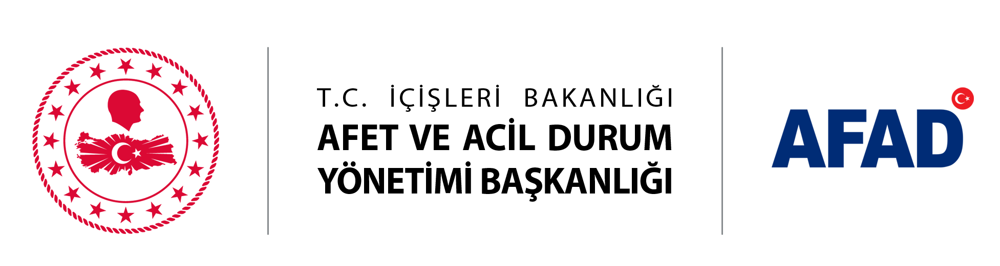 T.C. İÇİŞLERİ BAKANLIĞI
AFET VE ACİL DURUM
YÖNETİMİ BAŞKANLIĞI
AFAD